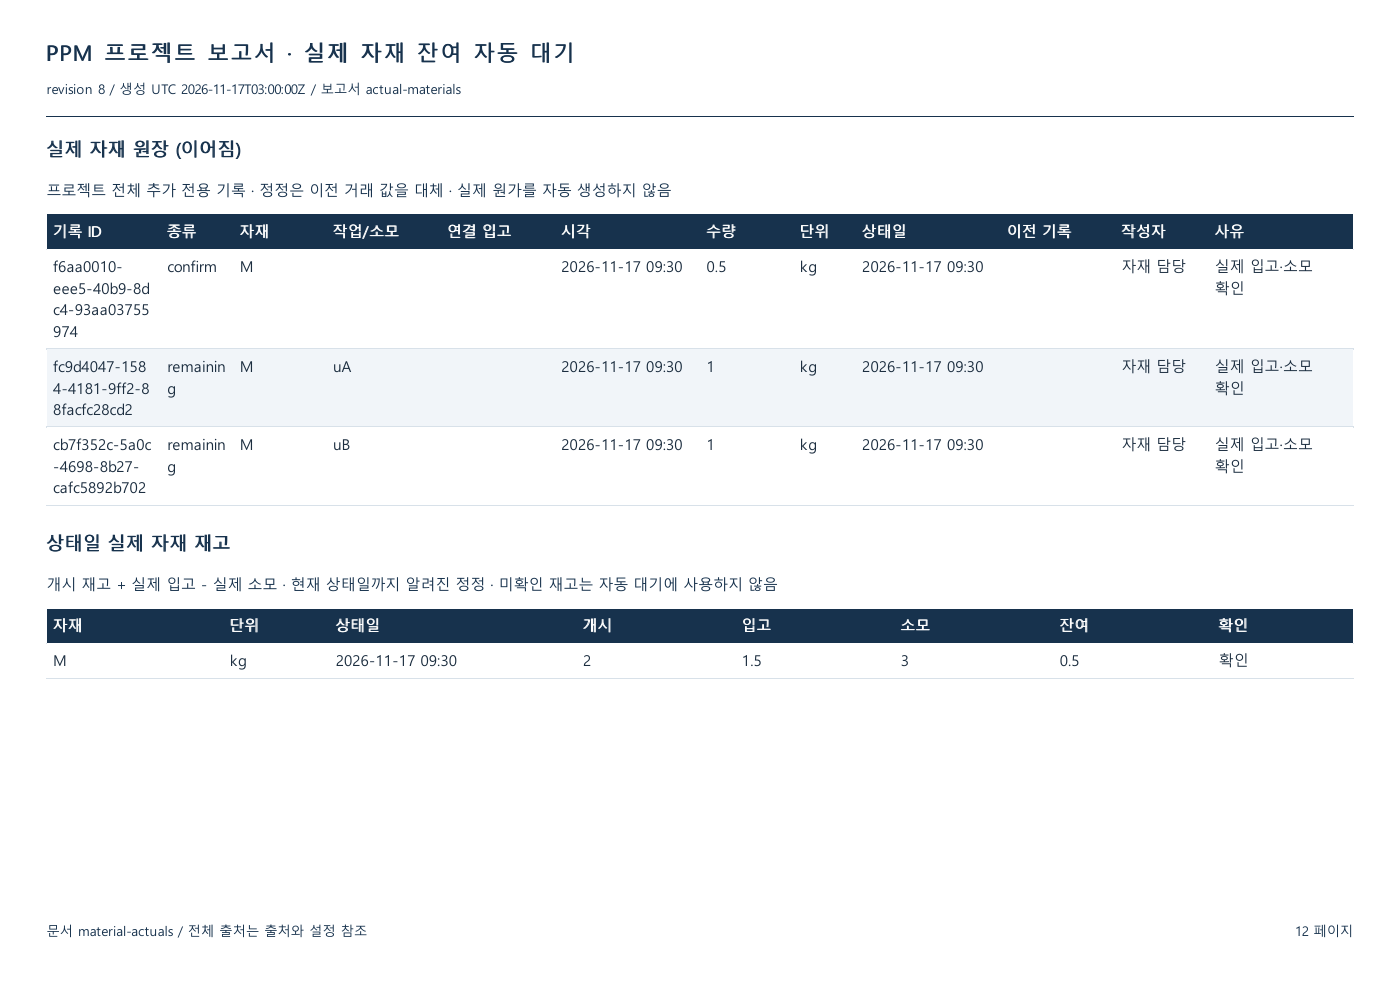 PPM 프로젝트 보고서 · 실제 자재 잔여 자동 대기
revision 8 / 생성 UTC 2026-11-17T03:00:00Z / 보고서 actual-materials
실제 자재 원장 (이어짐)
프로젝트 전체 추가 전용 기록 · 정정은 이전 거래 값을 대체 · 실제 원가를 자동 생성하지 않음
기록 ID 종류 자재 작업/소모 연결 입고 시각 수량 단위 상태일 이전 기록 작성자 사유
f6aa0010- confirm M 2026-11-17 09:30 0.5 kg 2026-11-17 09:30 자재 담당 실제 입고·소모
eee5-40b9-8d 확인
c4-93aa03755
974
fc9d4047-158 remainin M uA 2026-11-17 09:30 1 kg 2026-11-17 09:30 자재 담당 실제 입고·소모
4-4181-9ff2-8 g 확인
8facfc28cd2
cb7f352c-5a0c remainin M uB 2026-11-17 09:30 1 kg 2026-11-17 09:30 자재 담당 실제 입고·소모
-4698-8b27- g 확인
cafc5892b702
상태일 실제 자재 재고
개시 재고 + 실제 입고 - 실제 소모 · 현재 상태일까지 알려진 정정 · 미확인 재고는 자동 대기에 사용하지 않음
자재 단위 상태일 개시 입고 소모 잔여 확인
M kg 2026-11-17 09:30 2 1.5 3 0.5 확인
문서 material-actuals / 전체 출처는 출처와 설정 참조 12 페이지